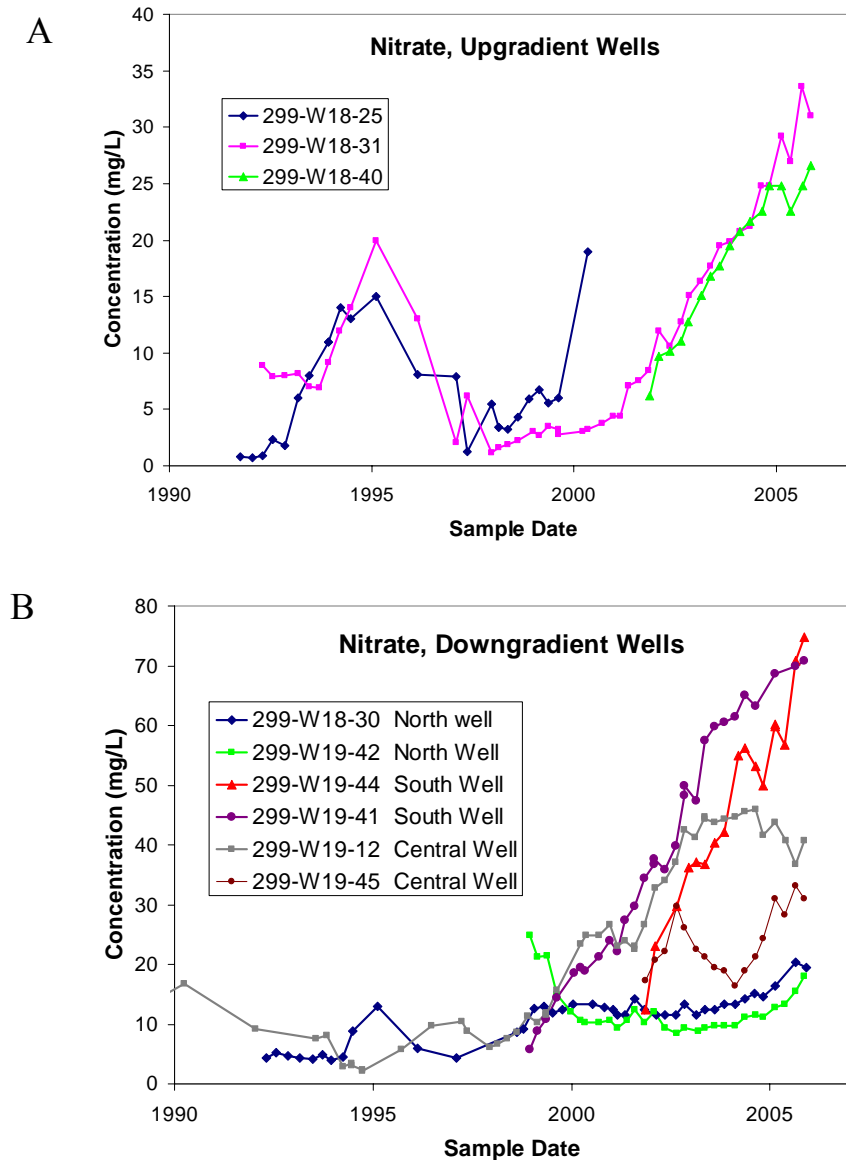 A
Nitrate, Upgradient Wells
299-W18-25
299-W18-31
299-W18-40
Concentration (mg/L)
40
35
30
25
20
15
10
5
0
1990 1995 2000 2005
Sample Date
B
Nitrate, Downgradient Wells
299-W18-30 North well
299-W19-42 North Well
299-W19-44 South Well
299-W19-41 South Well
299-W19-12 Central Well
299-W19-45 Central Well
Concentration (mg/L)
80
70
60
50
40
30
20
10
0
1990 1995 2000 2005
Sample Date